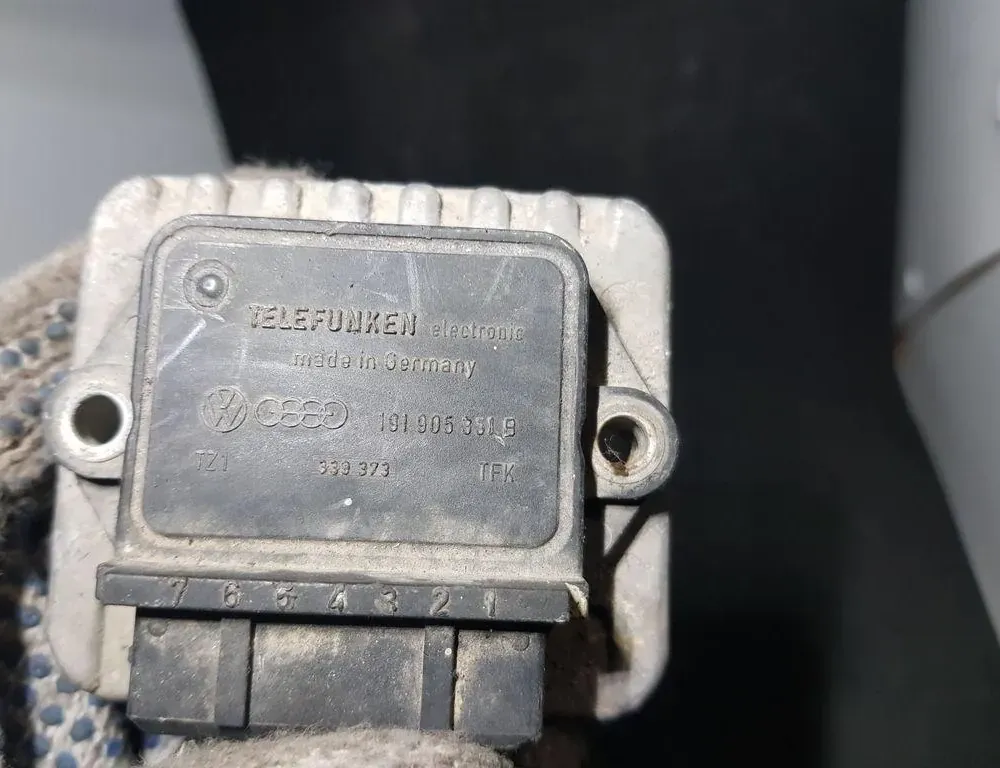 TELEFUNKEN electronic
made in Germany
191 905 351 B
TZ1 339 373 TFK
7 6 5 4 3 2 1